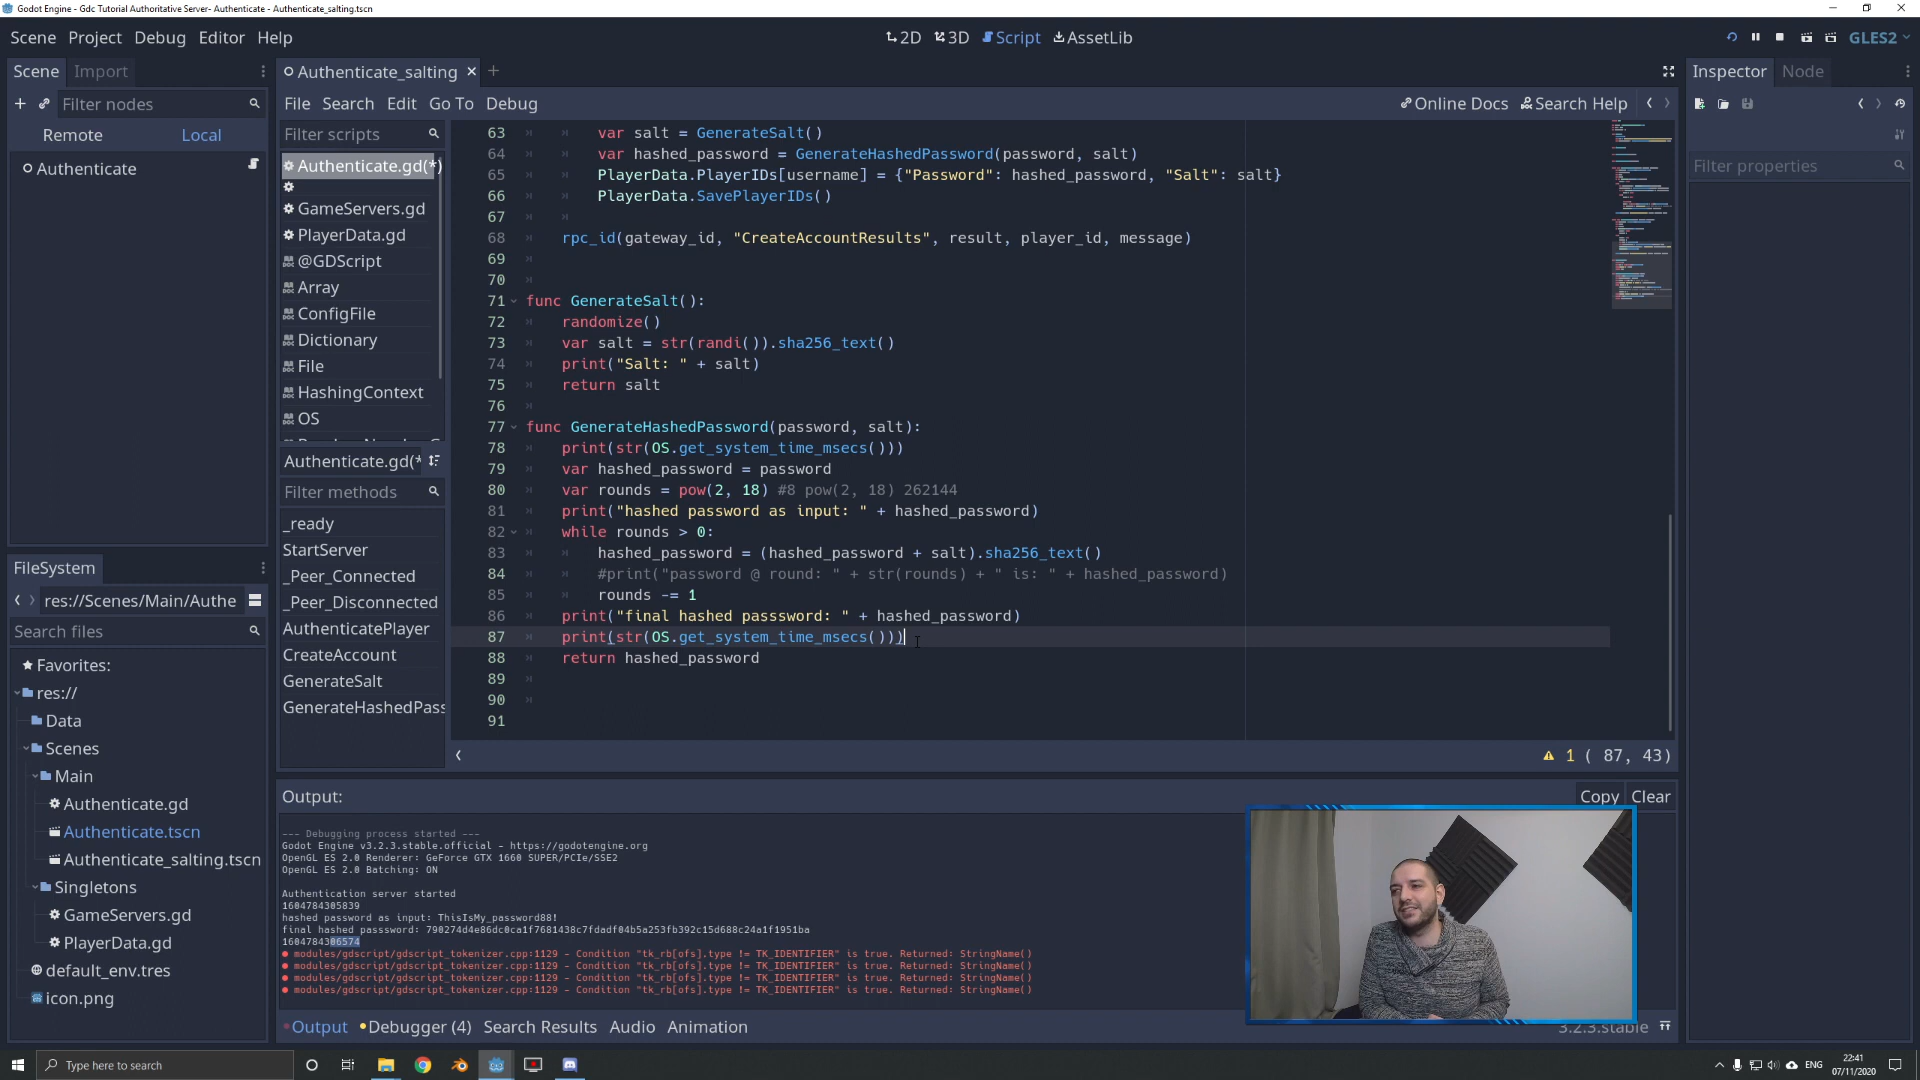 Godot Engine - Gdc Tutorial Authoritative Server- Authenticate - Authenticate_salting.tscn
Scene Project Debug Editor Help
2D 3D Script AssetLib
GLES2
Scene Import
Filter nodes
Remote Local
Authenticate
Authenticate_salting
File Search Edit Go To Debug
Online Docs Search Help
Filter scripts
Authenticate.gd(*)
GameServers.gd
PlayerData.gd
@GDScript
Array
ConfigFile
Dictionary
File
HashingContext
OS
Authenticate.gd(*
Filter methods
_ready
StartServer
_Peer_Connected
_Peer_Disconnected
AuthenticatePlayer
CreateAccount
GenerateSalt
GenerateHashedPass
63 var salt = GenerateSalt()
64 var hashed_password = GenerateHashedPassword(password, salt)
65 PlayerData.PlayerIDs[username] = {"Password": hashed_password, "Salt": salt}
66 PlayerData.SavePlayerIDs()
67
68 rpc_id(gateway_id, "CreateAccountResults", result, player_id, message)
69
70
71 func GenerateSalt():
72 randomize()
73 var salt = str(randi()).sha256_text()
74 print("Salt: " + salt)
75 return salt
76
77 func GenerateHashedPassword(password, salt):
78 print(str(OS.get_system_time_msecs()))
79 var hashed_password = password
80 var rounds = pow(2, 18) #8 pow(2, 18) 262144
81 print("hashed password as input: " + hashed_password)
82 while rounds > 0:
83 hashed_password = (hashed_password + salt).sha256_text()
84 #print("password @ round: " + str(rounds) + " is: " + hashed_password)
85 rounds -= 1
86 print("final hashed passsword: " + hashed_password)
87 print(str(OS.get_system_time_msecs()))
88 return hashed_password
89
90
91
1 ( 87, 43)
Inspector Node
Filter properties
FileSystem
res://Scenes/Main/Authe
Search files
Favorites:
res://
Data
Scenes
Main
Authenticate.gd
Authenticate.tscn
Authenticate_salting.tscn
Singletons
GameServers.gd
PlayerData.gd
default_env.tres
icon.png
Output:
Copy Clear
--- Debugging process started ---
Godot Engine v3.2.3.stable.official - https://godotengine.org
OpenGL ES 2.0 Renderer: GeForce GTX 1660 SUPER/PCIe/SSE2
OpenGL ES 2.0 Batching: ON
Authentication server started
1604784305839
hashed password as input: ThisIsMy_password88!
final hashed passsword: 790274d4e86dc0ca1f7681438c7fdadf04b5a253fb392c15d688c24a1f1951ba
1604784306574
modules/gdscript/gdscript_tokenizer.cpp:1129 - Condition "tk_rb[ofs].type != TK_IDENTIFIER" is true. Returned: StringName()
modules/gdscript/gdscript_tokenizer.cpp:1129 - Condition "tk_rb[ofs].type != TK_IDENTIFIER" is true. Returned: StringName()
modules/gdscript/gdscript_tokenizer.cpp:1129 - Condition "tk_rb[ofs].type != TK_IDENTIFIER" is true. Returned: StringName()
modules/gdscript/gdscript_tokenizer.cpp:1129 - Condition "tk_rb[ofs].type != TK_IDENTIFIER" is true. Returned: StringName()
Output Debugger (4) Search Results Audio Animation
3.2.3.stable
Type here to search
ENG
22:41
07/11/2020